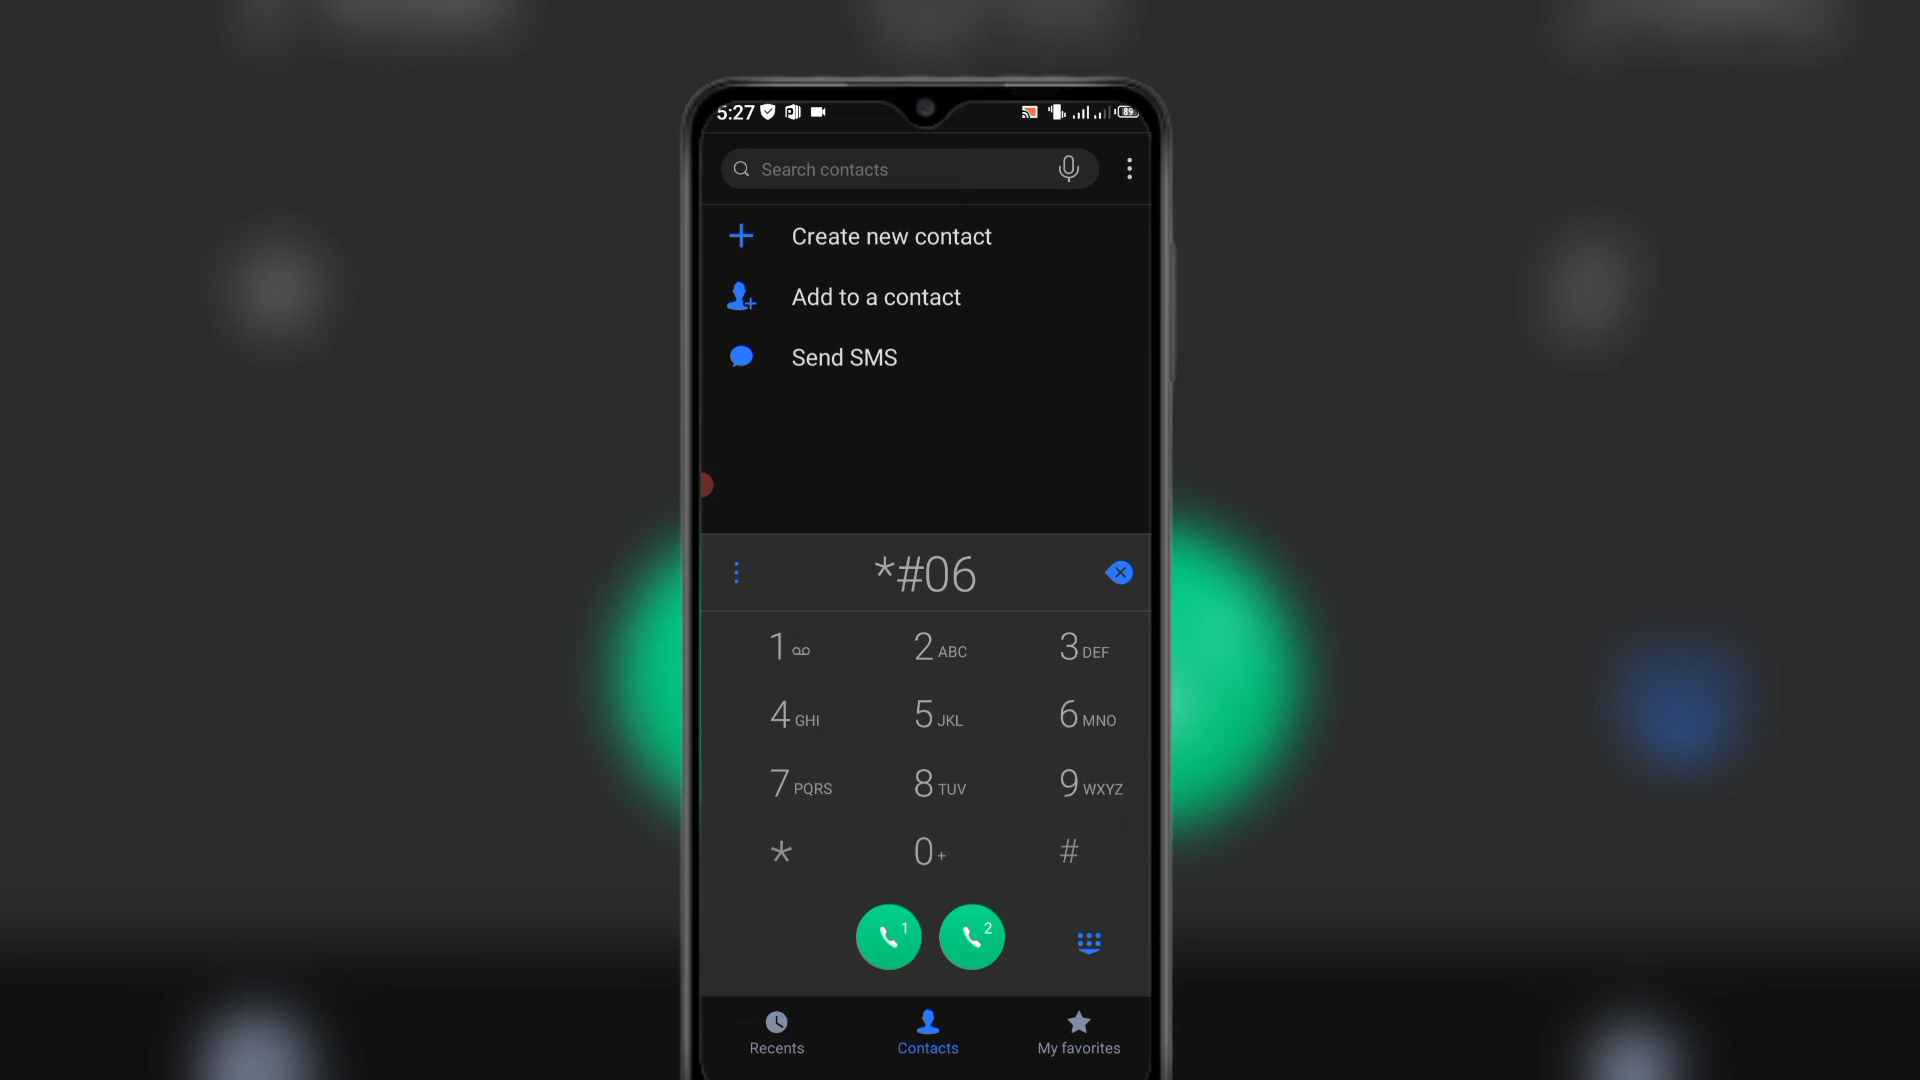 5:27
89
Search contacts
Create new contact
Add to a contact
Send SMS
*#06
1 2 ABC 3 DEF
4 GHI 5 JKL 6 MNO
7 PQRS 8 TUV 9 WXYZ
* 0 + #
1 2
Recents Contacts My favorites